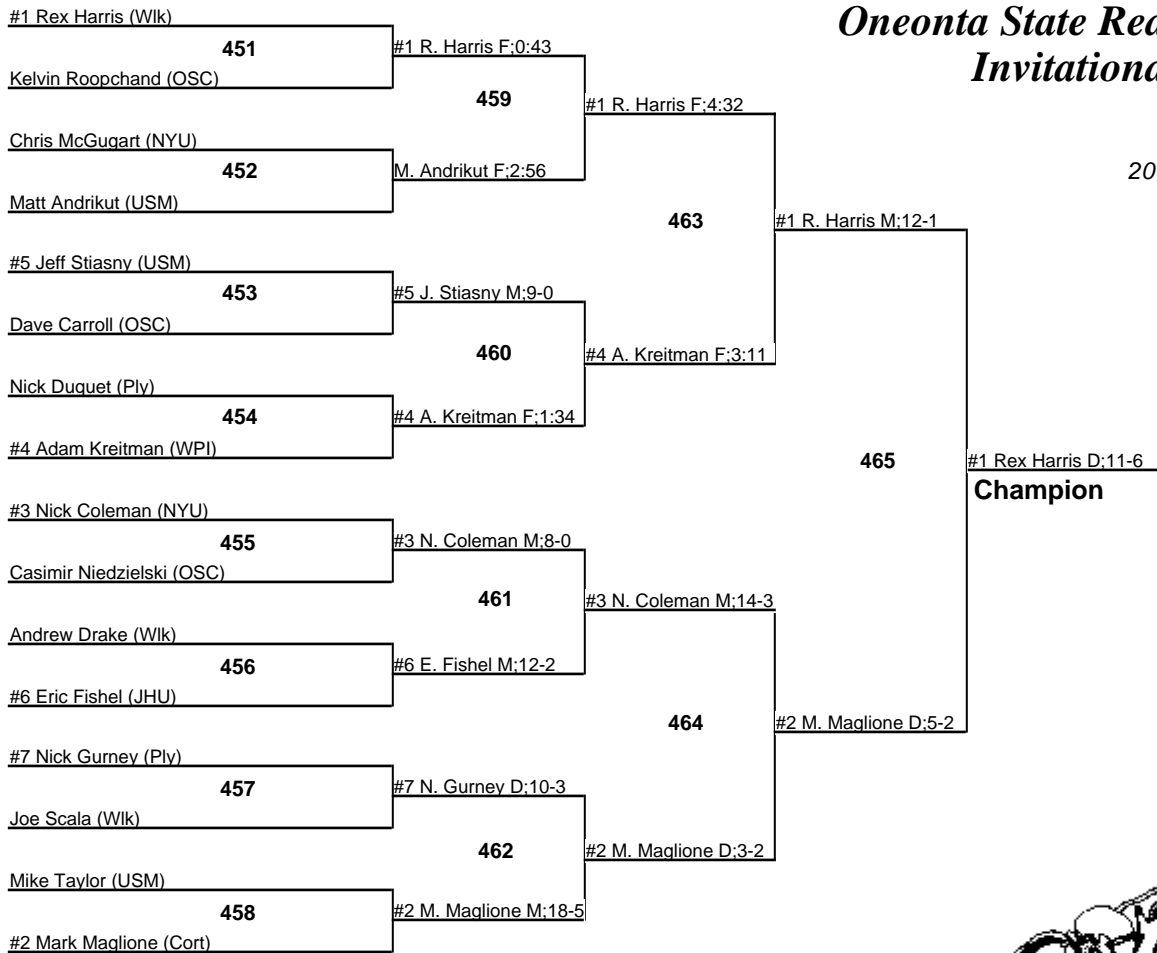 Oneonta State Red
Invitationa
20
#1 Rex Harris (Wlk)
451
Kelvin Roopchand (OSC)
#1 R. Harris F;0:43
459
Chris McGugart (NYU)
452
Matt Andrikut (USM)
M. Andrikut F;2:56
#1 R. Harris F;4:32
463
#5 Jeff Stiasny (USM)
453
Dave Carroll (OSC)
#5 J. Stiasny M;9-0
460
Nick Duquet (Ply)
454
#4 Adam Kreitman (WPI)
#4 A. Kreitman F;1:34
#4 A. Kreitman F;3:11
#1 R. Harris M;12-1
465
#1 Rex Harris D;11-6
Champion
#3 Nick Coleman (NYU)
455
Casimir Niedzielski (OSC)
#3 N. Coleman M;8-0
461
Andrew Drake (Wlk)
456
#6 Eric Fishel (JHU)
#6 E. Fishel M;12-2
#3 N. Coleman M;14-3
464
#7 Nick Gurney (Ply)
457
Joe Scala (Wlk)
#7 N. Gurney D;10-3
462
Mike Taylor (USM)
458
#2 Mark Maglione (Cort)
#2 M. Maglione M;18-5
#2 M. Maglione D;3-2
#2 M. Maglione D;5-2